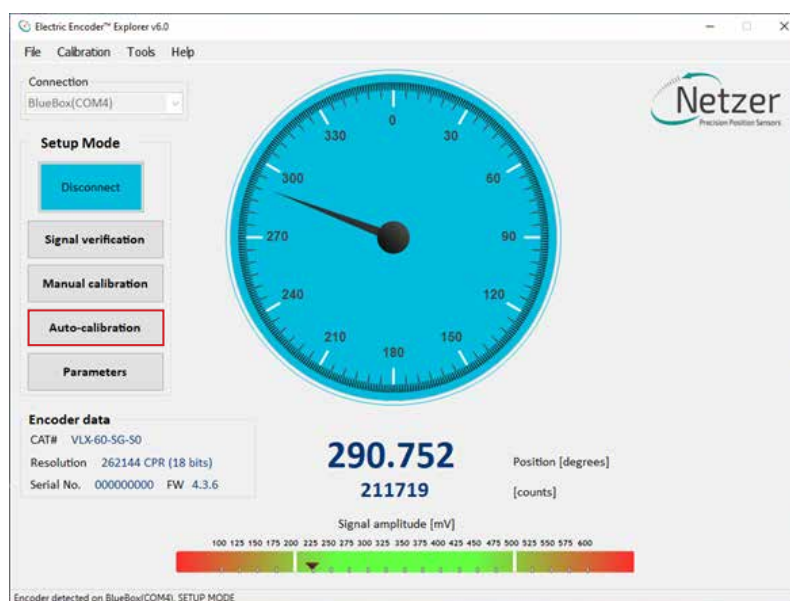 Electric Encoder™ Explorer v6.0
File Calibration Tools Help
Connection
BlueBox(COM4)
Netzer
Precision Position Sensors
Setup Mode
Disconnect
Signal verification
Manual calibration
Auto-calibration
Parameters
0
30
60
90
120
150
180
210
240
270
300
330
Encoder data
CAT# VLX-60-SG-S0
Resolution 262144 CPR (18 bits)
Serial No. 000000000 FW 4.3.6
290.752 Position [degrees]
211719 [counts]
Signal amplitude [mV]
100 125 150 175 200 225 250 275 300 325 350 375 400 425 450 475 500 525 550 575 600
Encoder detected on BlueBox(COM4), SETUP MODE